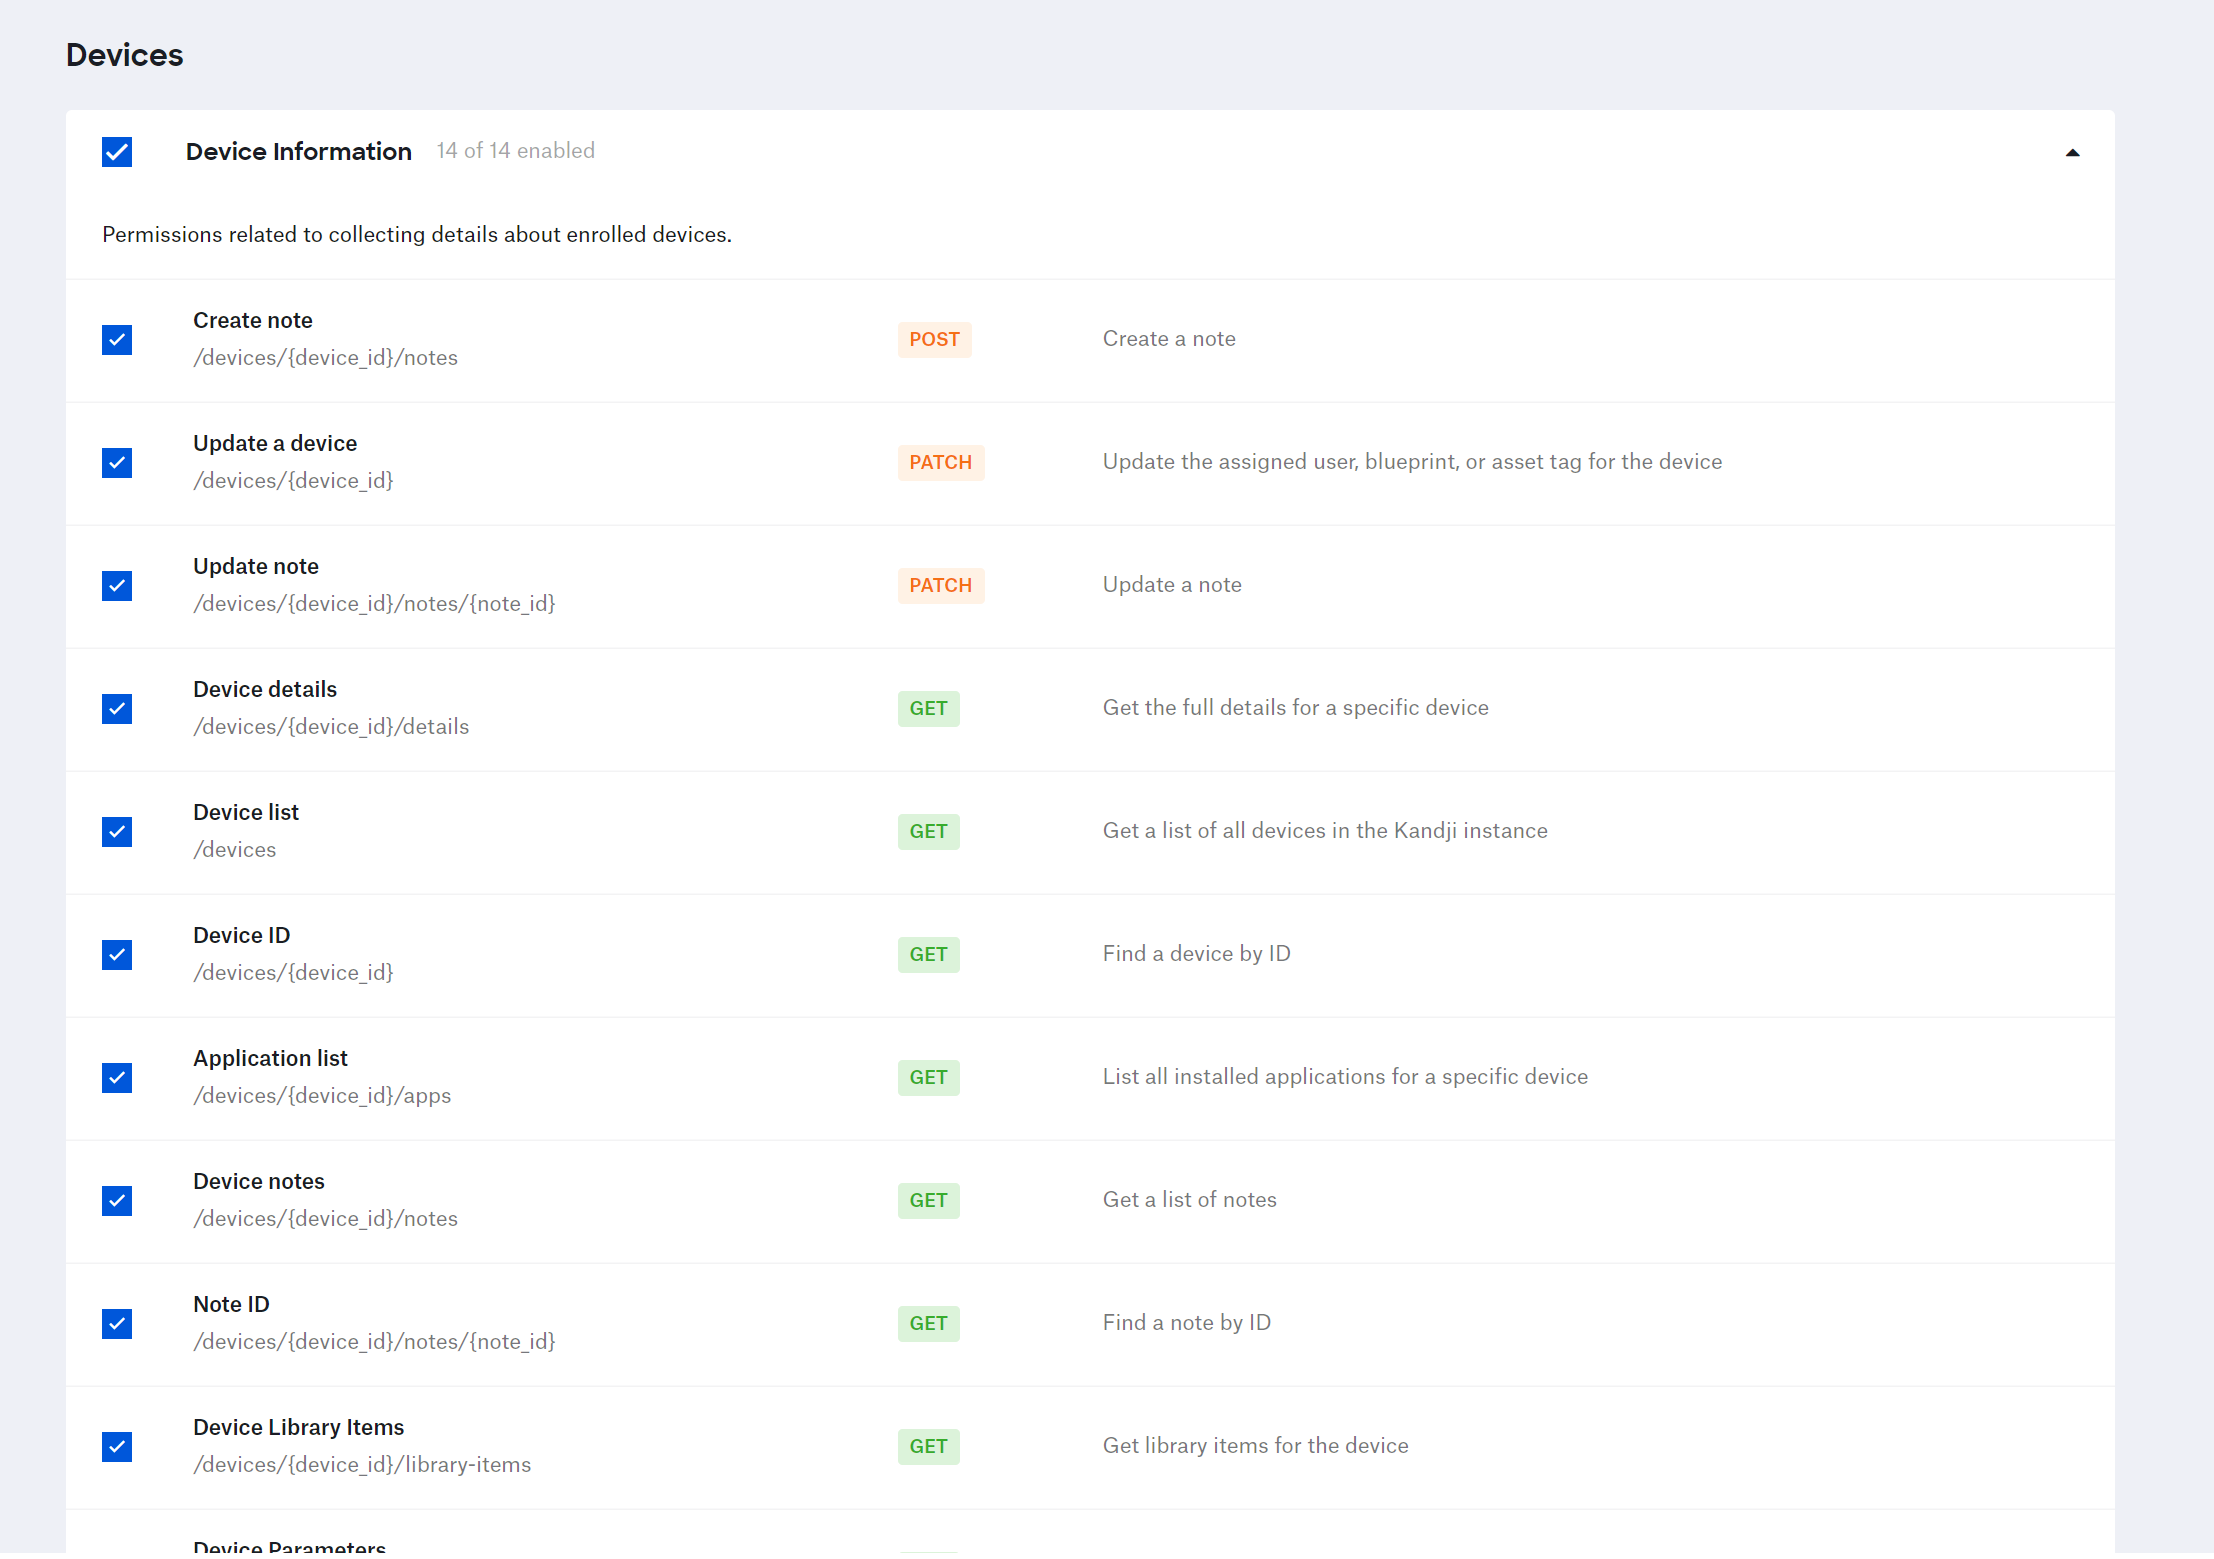 Devices
Device Information 14 of 14 enabled
Permissions related to collecting details about enrolled devices.
Create note
/devices/{device_id}/notes
POST
Create a note
Update a device
/devices/{device_id}
PATCH
Update the assigned user, blueprint, or asset tag for the device
Update note
/devices/{device_id}/notes/{note_id}
PATCH
Update a note
Device details
/devices/{device_id}/details
GET
Get the full details for a specific device
Device list
/devices
GET
Get a list of all devices in the Kandji instance
Device ID
/devices/{device_id}
GET
Find a device by ID
Application list
/devices/{device_id}/apps
GET
List all installed applications for a specific device
Device notes
/devices/{device_id}/notes
GET
Get a list of notes
Note ID
/devices/{device_id}/notes/{note_id}
GET
Find a note by ID
Device Library Items
/devices/{device_id}/library-items
GET
Get library items for the device
Device Parameters